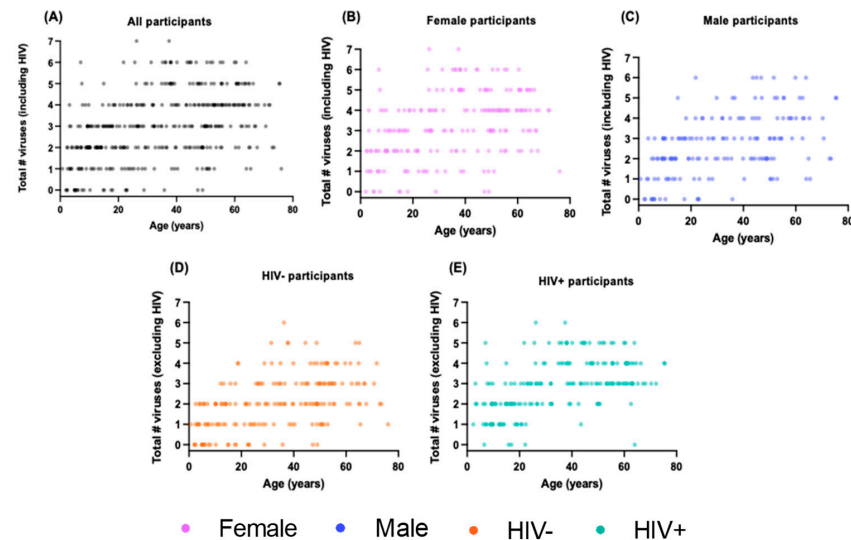 (A)
All participants
Total # viruses (including HIV)
7
6
5
4
3
2
1
0
0 20 40 60 80
Age (years)
(B)
Female participants
Total # viruses (including HIV)
7
6
5
4
3
2
1
0
0 20 40 60 80
Age (years)
(C)
Male participants
Total # viruses (including HIV)
7
6
5
4
3
2
1
0
0 20 40 60 80
Age (years)
(D)
HIV- participants
Total # viruses (excluding HIV)
7
6
5
4
3
2
1
0
0 20 40 60 80
Age (years)
(E)
HIV+ participants
Total # viruses (excluding HIV)
7
6
5
4
3
2
1
0
0 20 40 60 80
Age (years)
Female Male HIV- HIV+